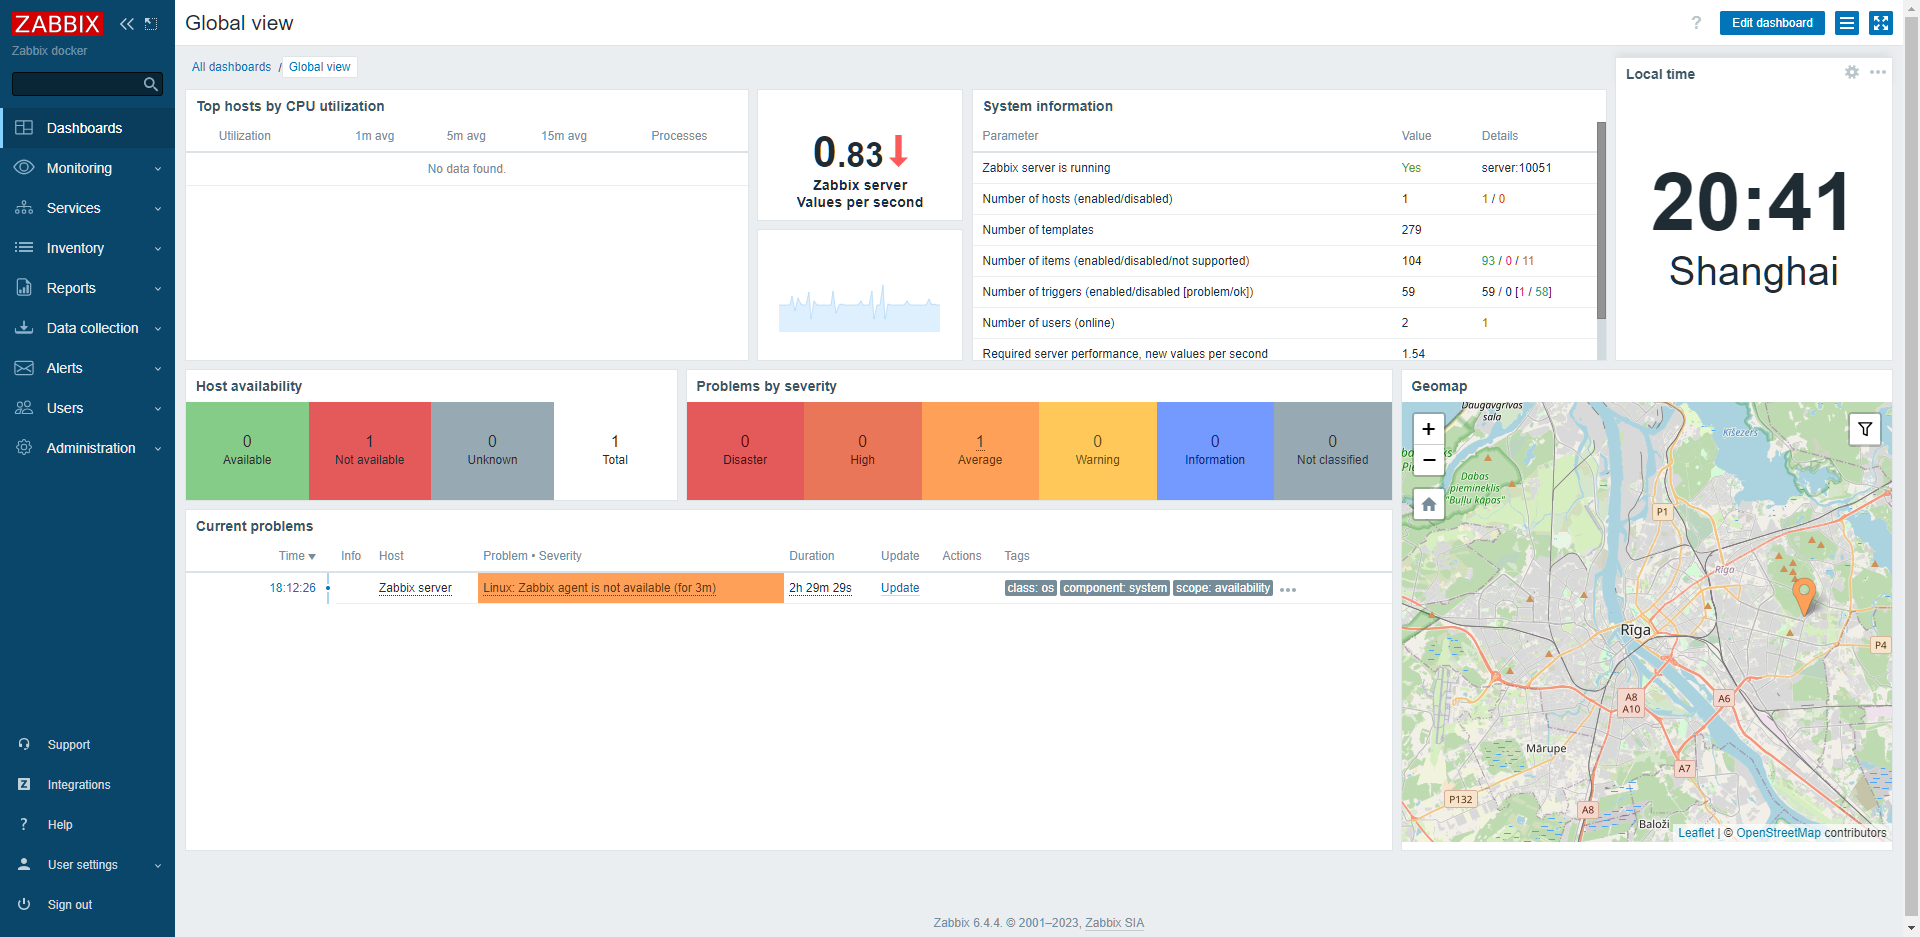 ZABBIX
Zabbix docker
Dashboards
Monitoring
Services
Inventory
Reports
Data collection
Alerts
Users
Administration
Support
Integrations
? Help
User settings
Sign out
Global view
? Edit dashboard
All dashboards / Global view
Top hosts by CPU utilization
Utilization 1m avg 5m avg 15m avg Processes
No data found.
0.83
Zabbix server
Values per second
System information
Parameter Value Details
Zabbix server is running Yes server:10051
Number of hosts (enabled/disabled) 1 1 / 0
Number of templates 279
Number of items (enabled/disabled/not supported) 104 93 / 0 / 11
Number of triggers (enabled/disabled [problem/ok]) 59 59 / 0 [1 / 58]
Number of users (online) 2 1
Required server performance, new values per second 1.54
Local time
20:41
Shanghai
Host availability
0 Available
1 Not available
0 Unknown
1 Total
Problems by severity
0 Disaster
0 High
1 Average
0 Warning
0 Information
0 Not classified
Current problems
Time Info Host Problem • Severity Duration Update Actions Tags
18:12:26 Zabbix server Linux: Zabbix agent is not available (for 3m) 2h 29m 29s Update class: os component: system scope: availability
Geomap
+
−
Daugavgrīvas
sala
Ķīšezers
Dabas
piemineklis
"Buļļu kāpas"
P1
Rīga
Rīga
P4
A8
A10
A6
Mārupe
A7
P132
A8
Baloži
Leaflet | © OpenStreetMap contributors
Zabbix 6.4.4. © 2001–2023, Zabbix SIA